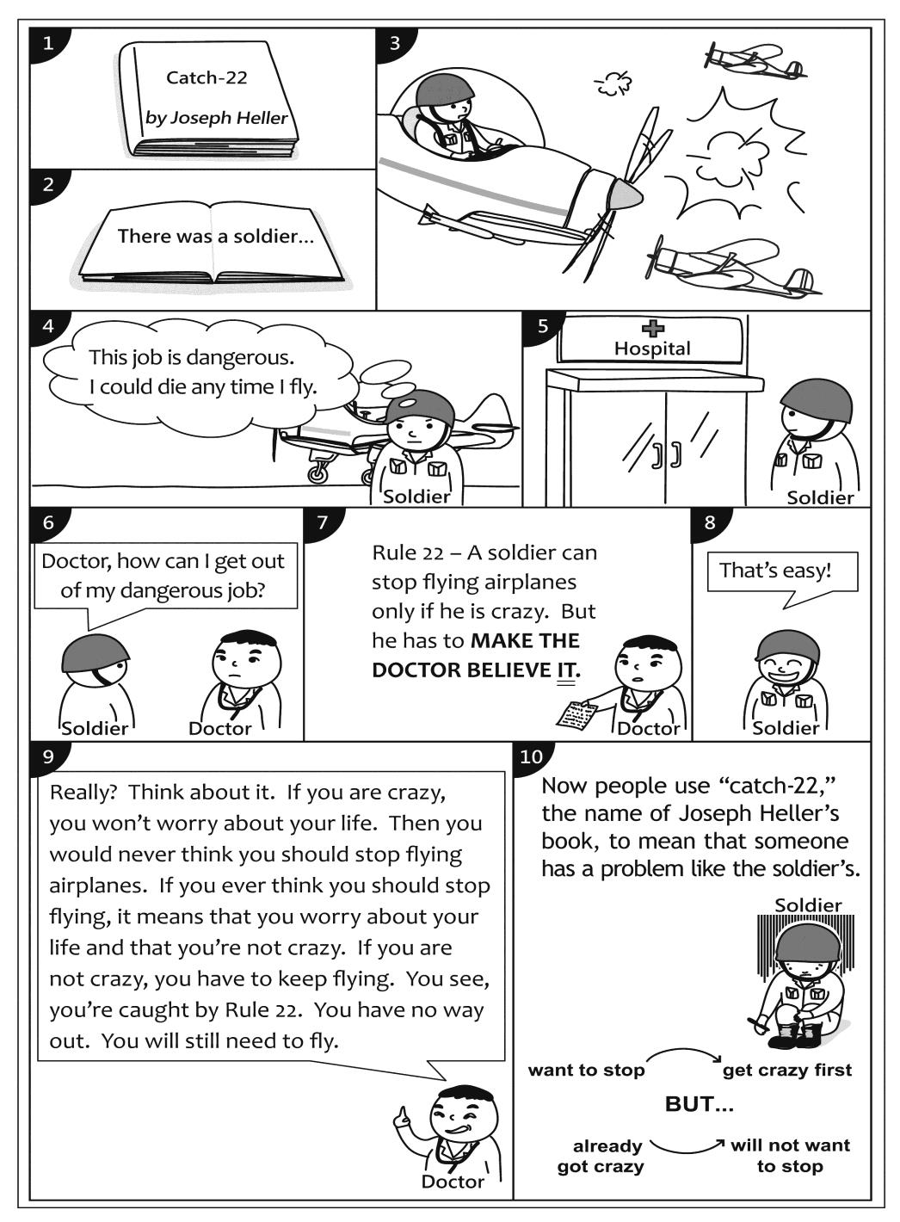 1
Catch-22
by Joseph Heller
2
There was a soldier...
3
4
This job is dangerous.
I could die any time I fly.
Soldier
5
Hospital
Soldier
6
Doctor, how can I get out
of my dangerous job?
Soldier
Doctor
7
Rule 22 – A soldier can
stop flying airplanes
only if he is crazy.  But
he has to MAKE THE
DOCTOR BELIEVE IT.
Doctor
8
That's easy!
Soldier
9
Really?  Think about it.  If you are crazy,
you won't worry about your life.  Then you
would never think you should stop flying
airplanes.  If you ever think you should stop
flying, it means that you worry about your
life and that you're not crazy.  If you are
not crazy, you have to keep flying.  You see,
you're caught by Rule 22.  You have no way
out.  You will still need to fly.
Doctor
10
Now people use “catch-22,”
the name of Joseph Heller's
book, to mean that someone
has a problem like the soldier's.
Soldier
want to stop
get crazy first
BUT...
already
got crazy
will not want
to stop